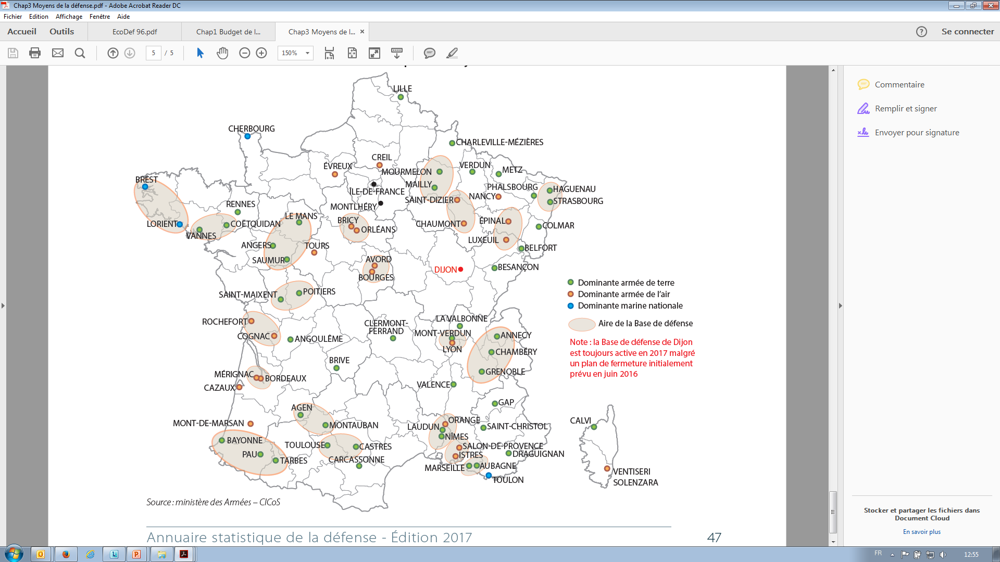 Chap3 Moyens de la défense.pdf - Adobe Acrobat Reader DC
Fichier Edition Affichage Fenêtre Aide
Accueil Outils EcoDef 96.pdf Chap1 Budget de l... Chap3 Moyens de l... × ? Se connecter
5 / 5 150%
LILLE
CHERBOURG
CHARLEVILLE-MÉZIÈRES
CREIL
ÉVREUX
MOURMELON
VERDUN
METZ
BREST
MAILLY
PHALSBOURG
HAGUENAU
ÎLE-DE-FRANCE
SAINT-DIZIER
NANCY
STRASBOURG
RENNES
MONTLHÉRY
LE MANS
BRICY
LORIENT
COËTQUIDAN
CHAUMONT
ÉPINAL
COLMAR
ORLÉANS
VANNES
LUXEUIL
ANGERS
TOURS
BELFORT
SAUMUR
AVORD
DIJON
BESANÇON
BOURGES
SAINT-MAIXENT
POITIERS
ROCHEFORT
LA VALBONNE
CLERMONT-
FERRAND
MONT-VERDUN
COGNAC
ANGOULÊME
ANNECY
LYON
CHAMBÉRY
BRIVE
GRENOBLE
MÉRIGNAC
BORDEAUX
CAZAUX
VALENCE
GAP
AGEN
MONT-DE-MARSAN
MONTAUBAN
ORANGE
LAUDUN
SAINT-CHRISTOL
CALVI
NÎMES
BAYONNE
TOULOUSE
CASTRES
SALON-DE-PROVENCE
PAU
ISTRES
DRAGUIGNAN
TARBES
CARCASSONNE
MARSEILLE
AUBAGNE
TOULON
VENTISERI
SOLENZARA
Dominante armée de terre
Dominante armée de l'air
Dominante marine nationale
Aire de la Base de défense
Note : la Base de défense de Dijon
est toujours active en 2017 malgré
un plan de fermeture initialement
prévu en juin 2016
Source : ministère des Armées – CICoS
Annuaire statistique de la défense - Édition 2017 47
Commentaire
Remplir et signer
Envoyer pour signature
Stocker et partager les fichiers dans
Document Cloud
En savoir plus
FR 12:55